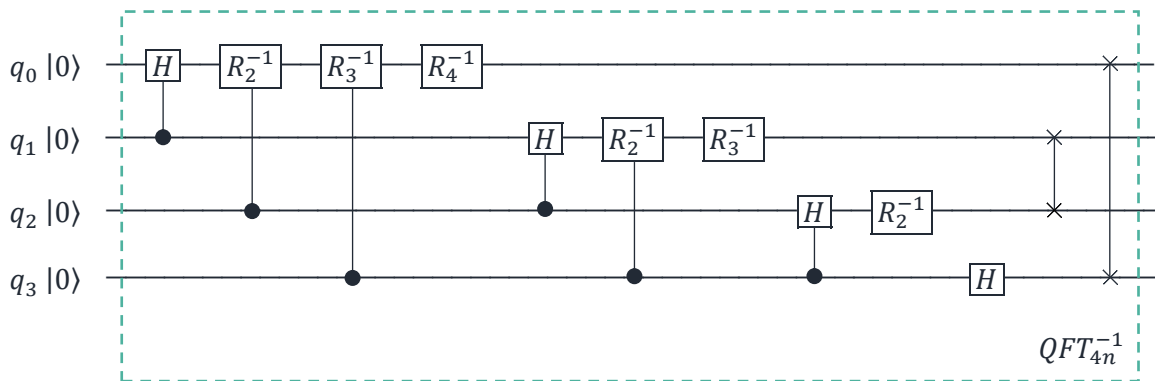 q₀ |0⟩ H R₂⁻¹ R₃⁻¹ R₄⁻¹
q₁ |0⟩ H R₂⁻¹ R₃⁻¹
q₂ |0⟩ H R₂⁻¹
q₃ |0⟩ H
QFT₄ₙ⁻¹